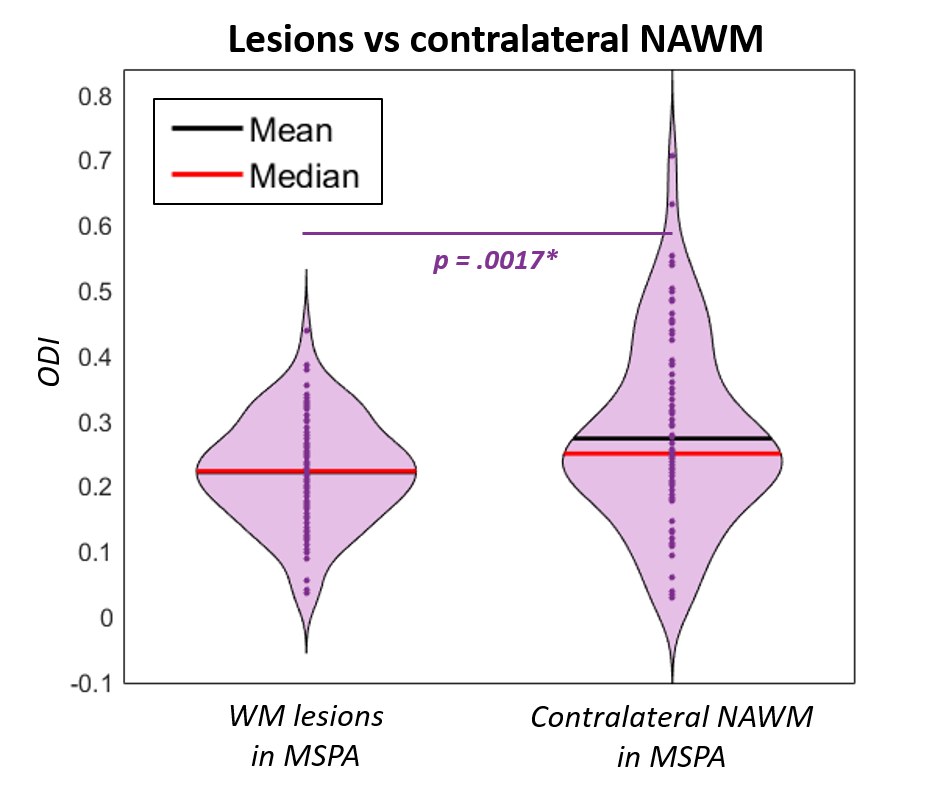 Lesions vs contralateral NAWM
Mean
Median
p = .0017*
ODI
0.8
0.7
0.6
0.5
0.4
0.3
0.2
0.1
0
-0.1
WM lesions
in MSPA
Contralateral NAWM
in MSPA